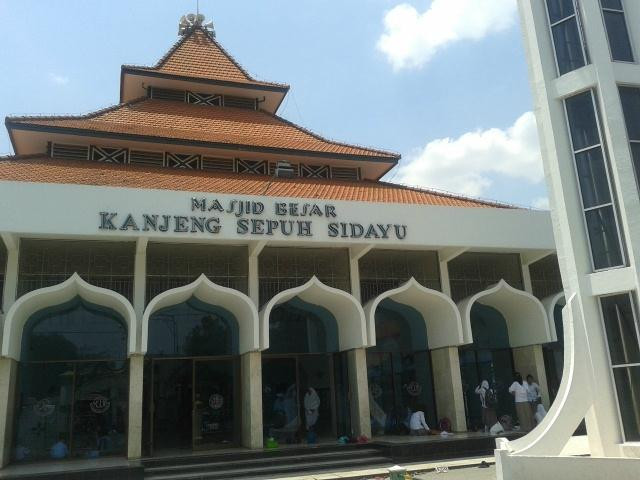 MASJID BESAR
KANJENG SEPUH SIDAYU